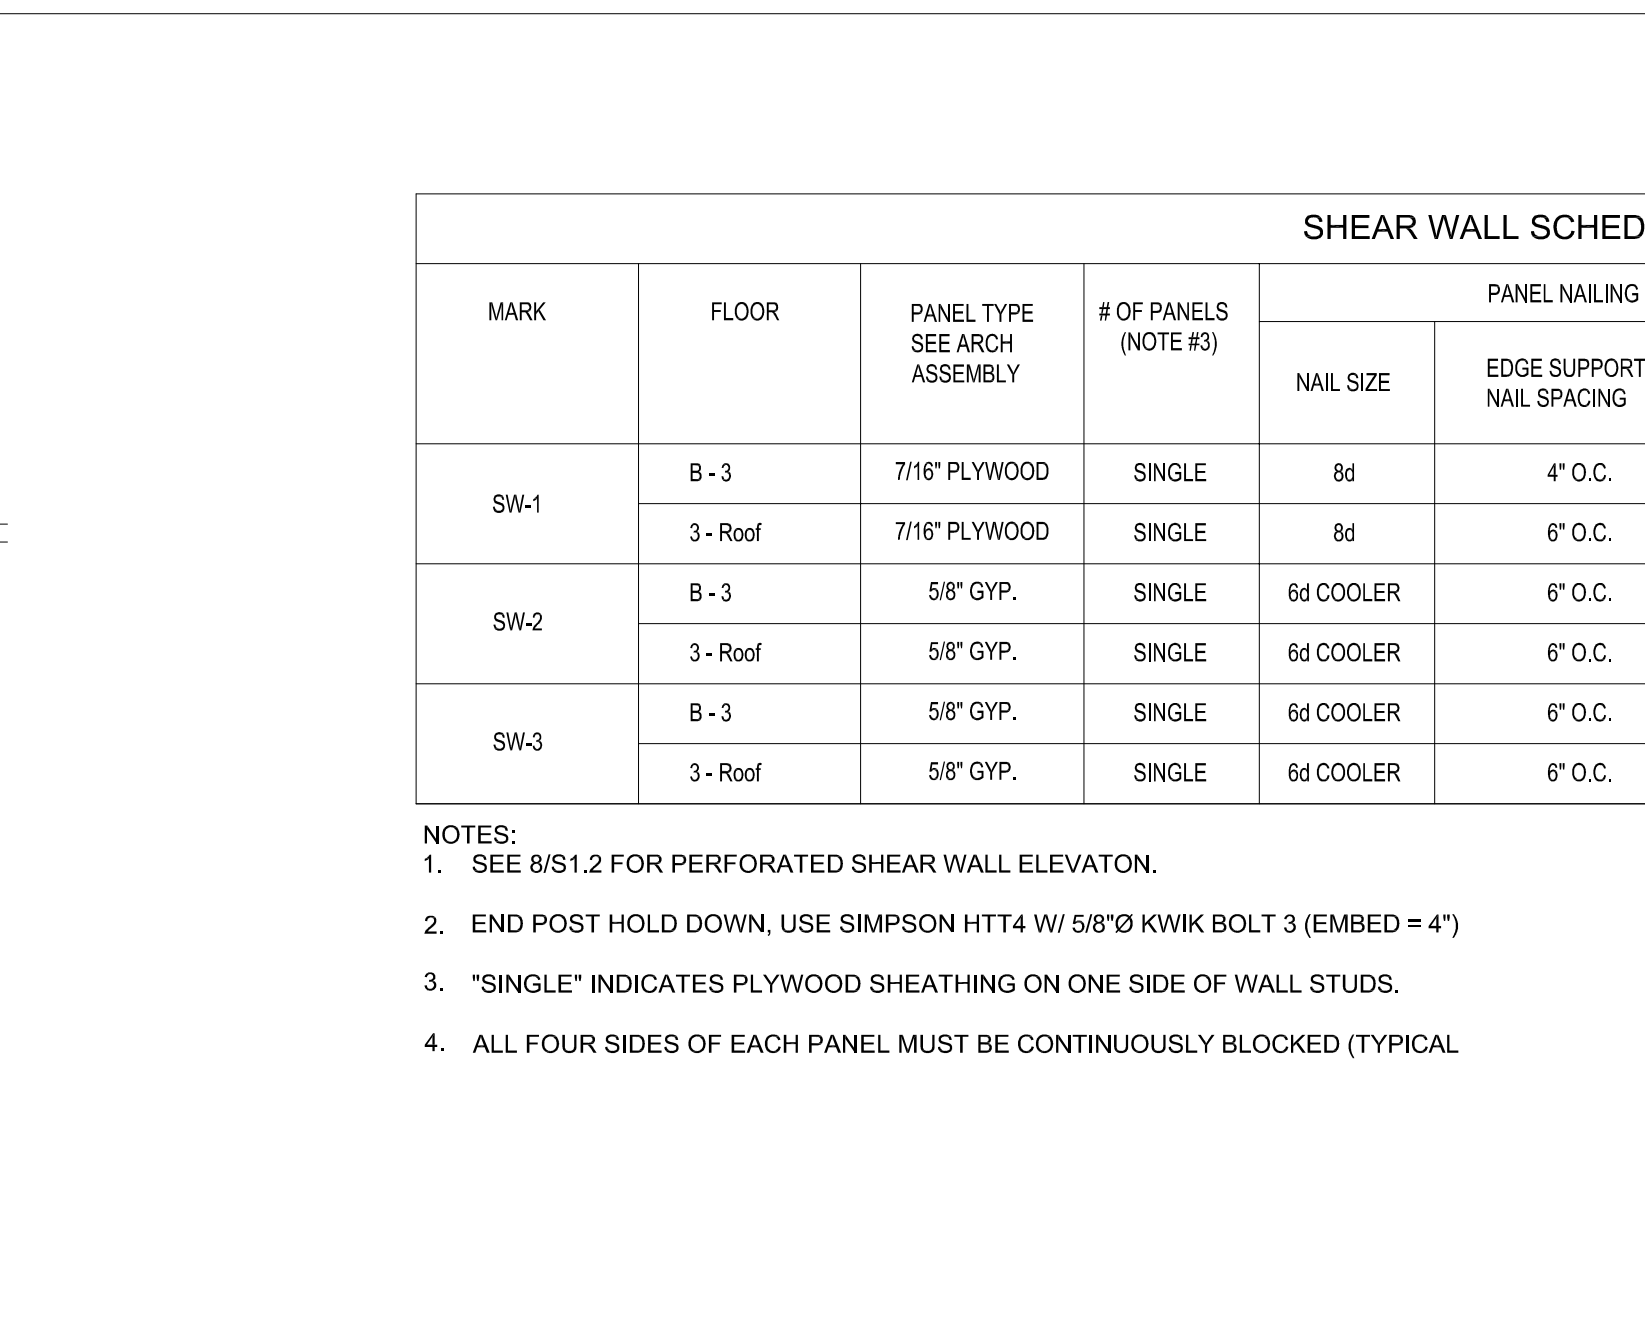 SHEAR WALL SCHED
MARK
FLOOR
PANEL TYPE
SEE ARCH
ASSEMBLY
# OF PANELS
(NOTE #3)
PANEL NAILING
NAIL SIZE
EDGE SUPPORT
NAIL SPACING
SW-1
B - 3
7/16" PLYWOOD
SINGLE
8d
4" O.C.
3 - Roof
7/16" PLYWOOD
SINGLE
8d
6" O.C.
SW-2
B - 3
5/8" GYP.
SINGLE
6d COOLER
6" O.C.
3 - Roof
5/8" GYP.
SINGLE
6d COOLER
6" O.C.
SW-3
B - 3
5/8" GYP.
SINGLE
6d COOLER
6" O.C.
3 - Roof
5/8" GYP.
SINGLE
6d COOLER
6" O.C.
NOTES:
1. SEE 8/S1.2 FOR PERFORATED SHEAR WALL ELEVATON.
2. END POST HOLD DOWN, USE SIMPSON HTT4 W/ 5/8"Ø KWIK BOLT 3 (EMBED = 4")
3. "SINGLE" INDICATES PLYWOOD SHEATHING ON ONE SIDE OF WALL STUDS.
4. ALL FOUR SIDES OF EACH PANEL MUST BE CONTINUOUSLY BLOCKED (TYPICAL